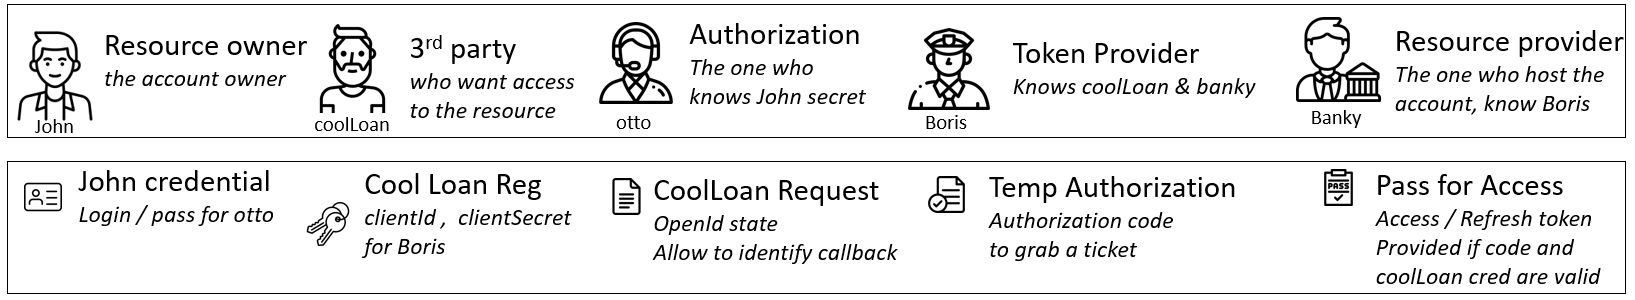 Resource owner
the account owner
John
3rd party
who want access
to the resource
coolLoan
Authorization
The one who
knows John secret
otto
Token Provider
Knows coolLoan & banky
Boris
Resource provider
The one who host the
account, know Boris
Banky
John credential
Login / pass for otto
Cool Loan Reg
clientId , clientSecret
for Boris
CoolLoan Request
OpenId state
Allow to identify callback
Temp Authorization
Authorization code
to grab a ticket
PASS
Pass for Access
Access / Refresh token
Provided if code and
coolLoan cred are valid